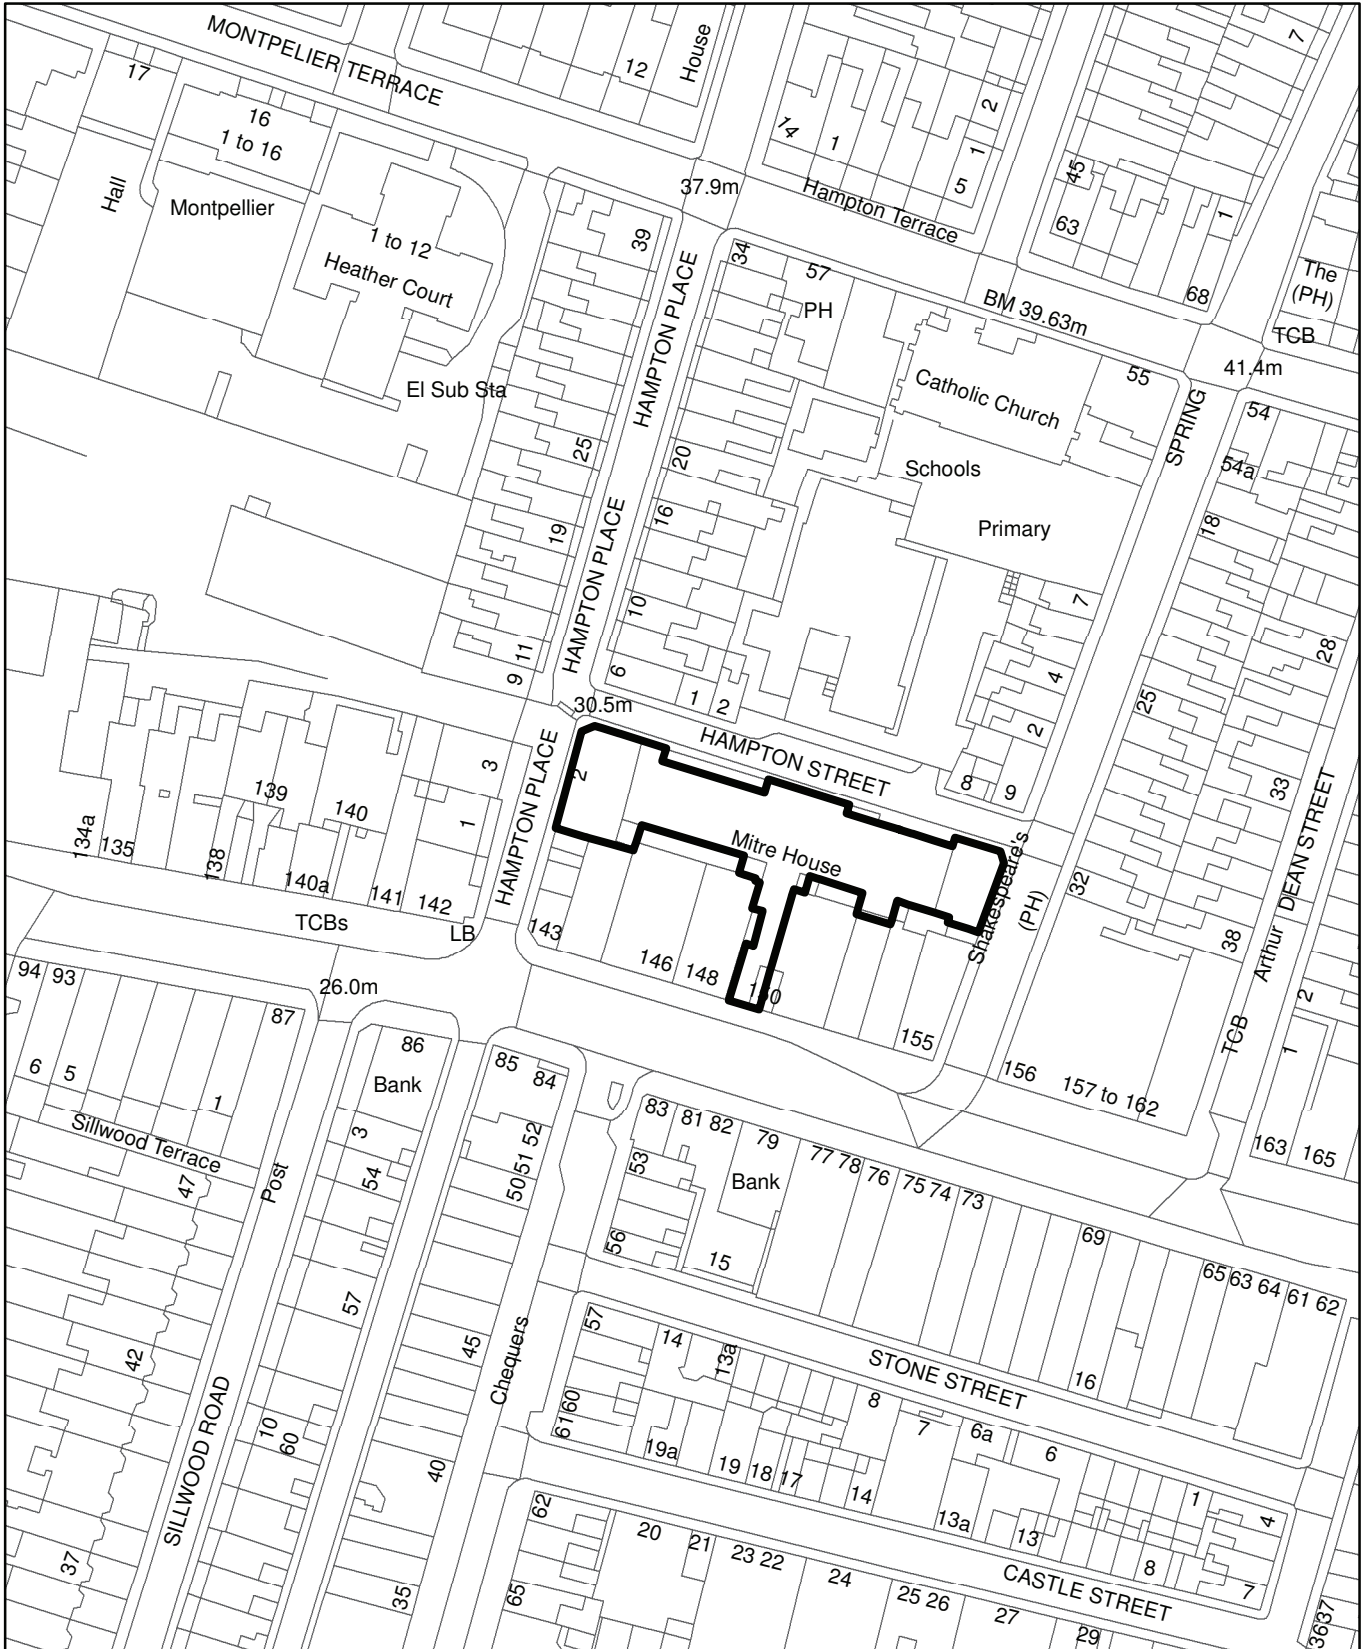 MONTPELIER TERRACE
17
16
1 to 16
12
House
7
2
14
1
1
5
45
Hall
Montpellier
37.9m
Hampton Terrace
63
1
1 to 12
Heather Court
39
34
57
PH
BM 39.63m
68
The
(PH)
TCB
HAMPTON PLACE
El Sub Sta
41.4m
Catholic Church
55
SPRING
54
54a
25
20
Schools
Primary
18
16
19
HAMPTON PLACE
10
7
11
9
6
1
2
4
28
30.5m
25
2
HAMPTON STREET
HAMPTON PLACE
3
2
139
140
1
8
9
33
134a
135
138
140a
141
142
Mitre House
Shakespeare's
(PH)
32
DEAN STREET
Arthur
38
TCBs
LB
143
146
148
150
155
26.0m
94
93
87
2
TCB
1
6
5
1
86
Bank
85
84
156
157 to 162
Sillwood Terrace
3
54
83
81
82
79
77
78
76
75
74
73
163
165
47
Post
50
51
52
53
Bank
56
15
69
65
63
64
61
62
57
45
Chequers
57
14
13a
42
STONE STREET
16
SILLWOOD ROAD
10
60
40
61
60
19a
19
18
17
14
8
7
6a
6
1
4
13a
13
8
7
62
20
21
23
22
24
25
26
27
29
CASTLE STREET
37
35
65
36
37